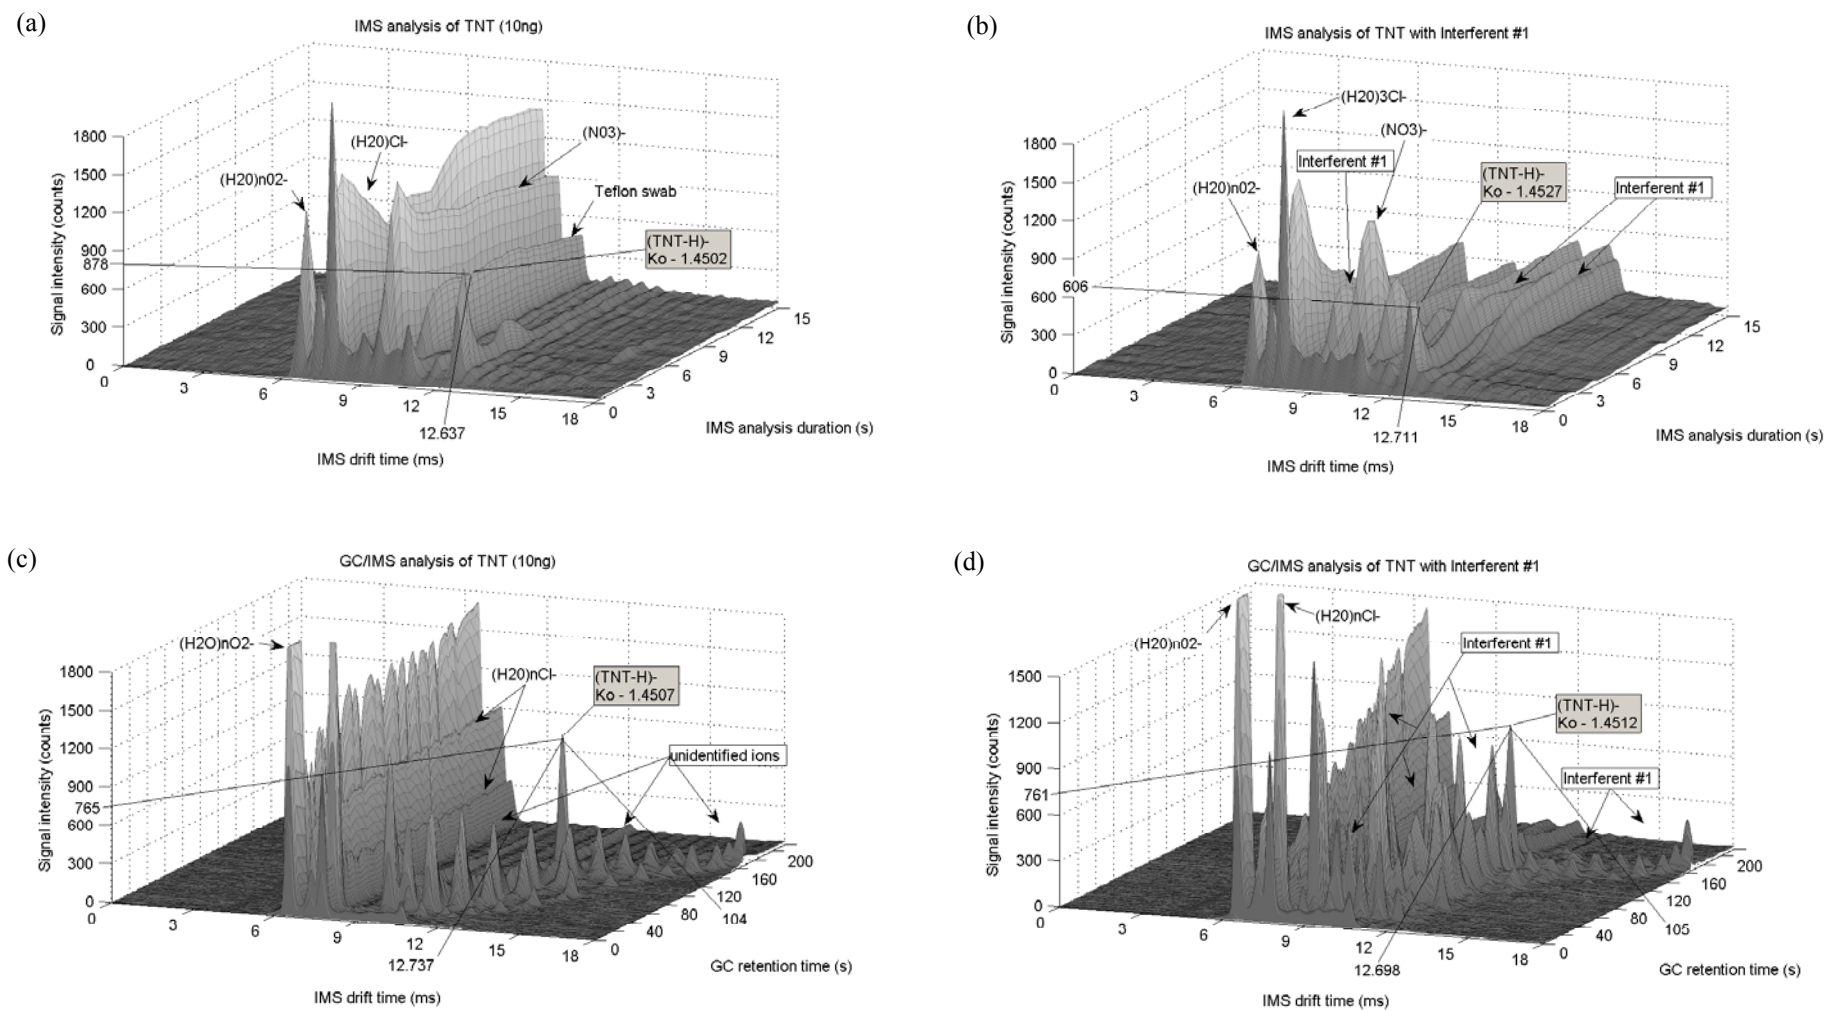 (a)
IMS analysis of TNT (10ng)
Signal intensity (counts)
1800
1500
1200
900
878
600
300
0
(H20)n02-
(H20)Cl-
(N03)-
Teflon swab
(TNT-H)-
Ko - 1.4502
0
3
6
9
12
15
18
12.637
IMS drift time (ms)
0
3
6
9
12
15
IMS analysis duration (s)
(b)
IMS analysis of TNT with Interferent #1
Signal intensity (counts)
1800
1500
1200
900
606
600
300
0
(H20)n02-
(H20)3Cl-
Interferent #1
(NO3)-
(TNT-H)-
Ko - 1.4527
Interferent #1
0
3
6
9
12
15
18
12.711
IMS drift time (ms)
0
3
6
9
12
15
IMS analysis duration (s)
(c)
GC/IMS analysis of TNT (10ng)
Signal intensity (counts)
1800
1500
1200
900
765
600
300
0
(H2O)nO2-
(H20)nCl-
(TNT-H)-
Ko - 1.4507
unidentified ions
0
3
6
9
12
15
18
12.737
IMS drift time (ms)
0
40
80
104
120
160
200
GC retention time (s)
(d)
GC/IMS analysis of TNT with Interferent #1
Signal intensity (counts)
1500
1200
900
761
600
300
0
(H20)n02-
(H20)nCl-
Interferent #1
(TNT-H)-
Ko - 1.4512
Interferent #1
0
3
6
9
12
15
18
12.698
IMS drift time (ms)
0
40
80
105
120
160
200
GC retention time (s)